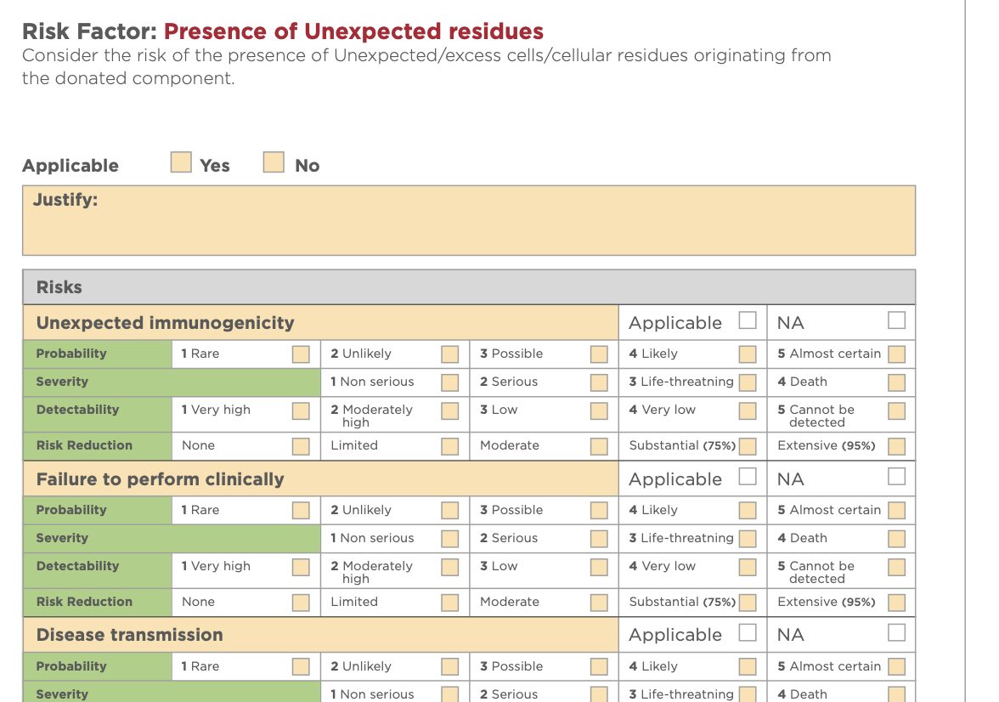 Risk Factor: Presence of Unexpected residues
Consider the risk of the presence of Unexpected/excess cells/cellular residues originating from
the donated component.
Applicable Yes No
Justify:
Risks
Unexpected immunogenicity Applicable NA
Probability 1 Rare 2 Unlikely 3 Possible 4 Likely 5 Almost certain
Severity 1 Non serious 2 Serious 3 Life-threatning 4 Death
Detectability 1 Very high 2 Moderately high 3 Low 4 Very low 5 Cannot be detected
Risk Reduction None Limited Moderate Substantial (75%) Extensive (95%)
Failure to perform clinically Applicable NA
Probability 1 Rare 2 Unlikely 3 Possible 4 Likely 5 Almost certain
Severity 1 Non serious 2 Serious 3 Life-threatning 4 Death
Detectability 1 Very high 2 Moderately high 3 Low 4 Very low 5 Cannot be detected
Risk Reduction None Limited Moderate Substantial (75%) Extensive (95%)
Disease transmission Applicable NA
Probability 1 Rare 2 Unlikely 3 Possible 4 Likely 5 Almost certain
Severity 1 Non serious 2 Serious 3 Life-threatning 4 Death